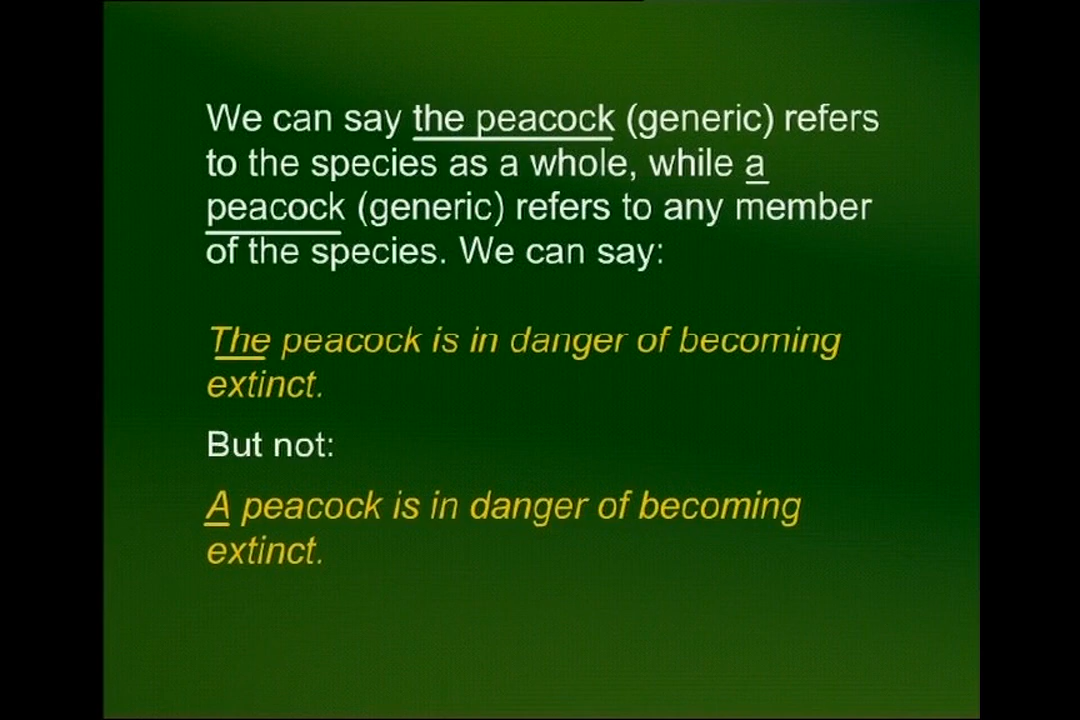 We can say the peacock (generic) refers
to the species as a whole, while a
peacock (generic) refers to any member
of the species. We can say:
The peacock is in danger of becoming
extinct.
But not:
A peacock is in danger of becoming
extinct.